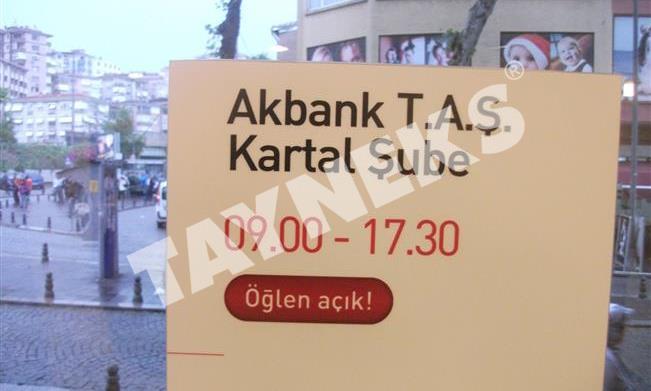 Akbank T.A.Ş.
Kartal Şube
09.00 - 17.30
Öğlen açık!
TAYNEKS®